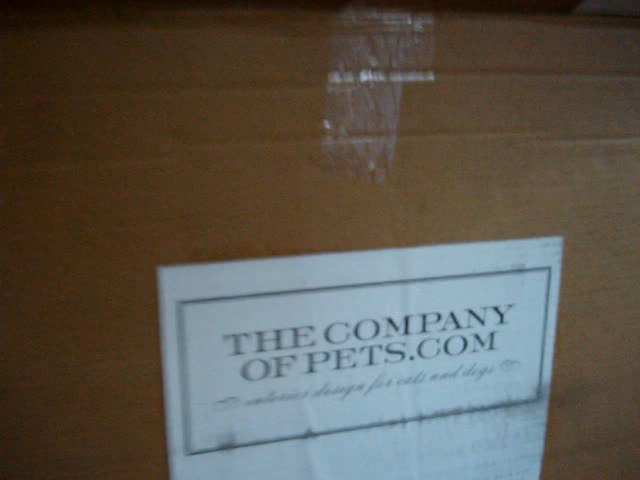 THE COMPANY
OF PETS.COM
interior design for cats and dogs